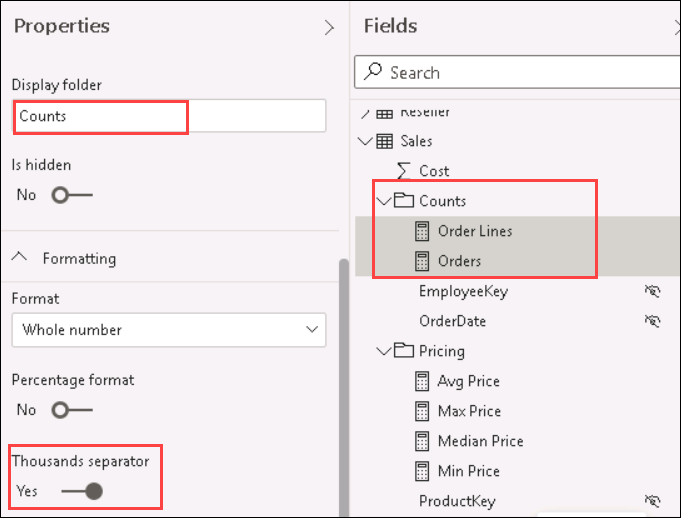 Properties
Display folder
Counts
Is hidden
No
Formatting
Format
Whole number
Percentage format
No
Thousands separator
Yes
Fields
Search
Reseller
Sales
Cost
Counts
Order Lines
Orders
EmployeeKey
OrderDate
Pricing
Avg Price
Max Price
Median Price
Min Price
ProductKey